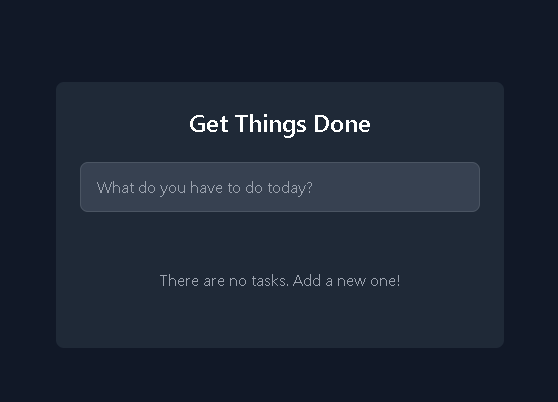 Get Things Done
What do you have to do today?
There are no tasks. Add a new one!